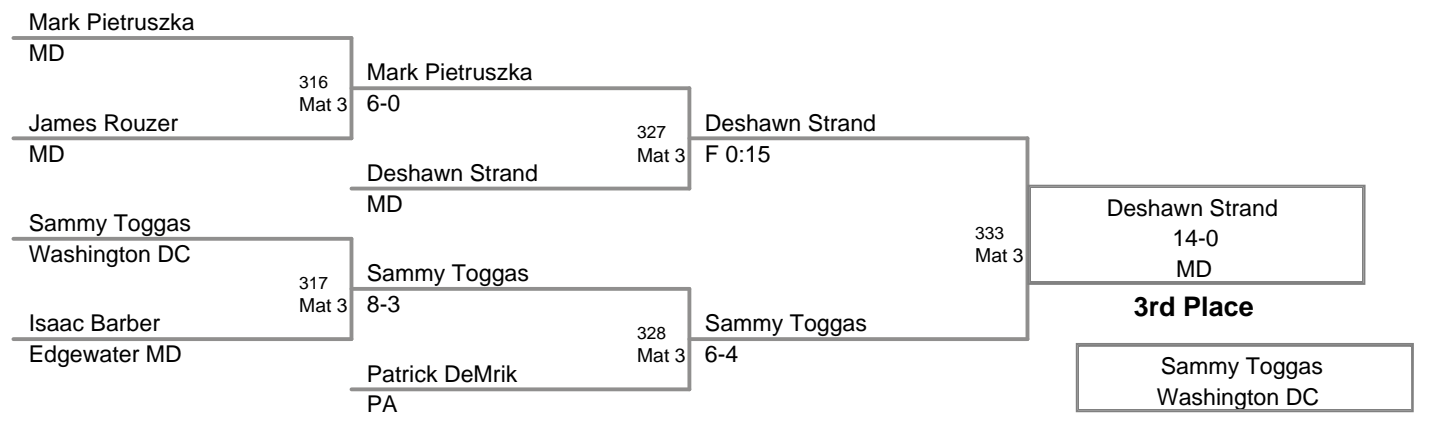 Mark Pietruszka
MD
316
Mat 3
Mark Pietruszka
6-0
James Rouzer
MD
327
Mat 3
Deshawn Strand
F 0:15
Deshawn Strand
MD
Sammy Toggas
Washington DC
317
Mat 3
Sammy Toggas
8-3
Isaac Barber
Edgewater MD
328
Mat 3
Sammy Toggas
6-4
Patrick DeMrik
PA
333
Mat 3
Deshawn Strand
14-0
MD
3rd Place
Sammy Toggas
Washington DC